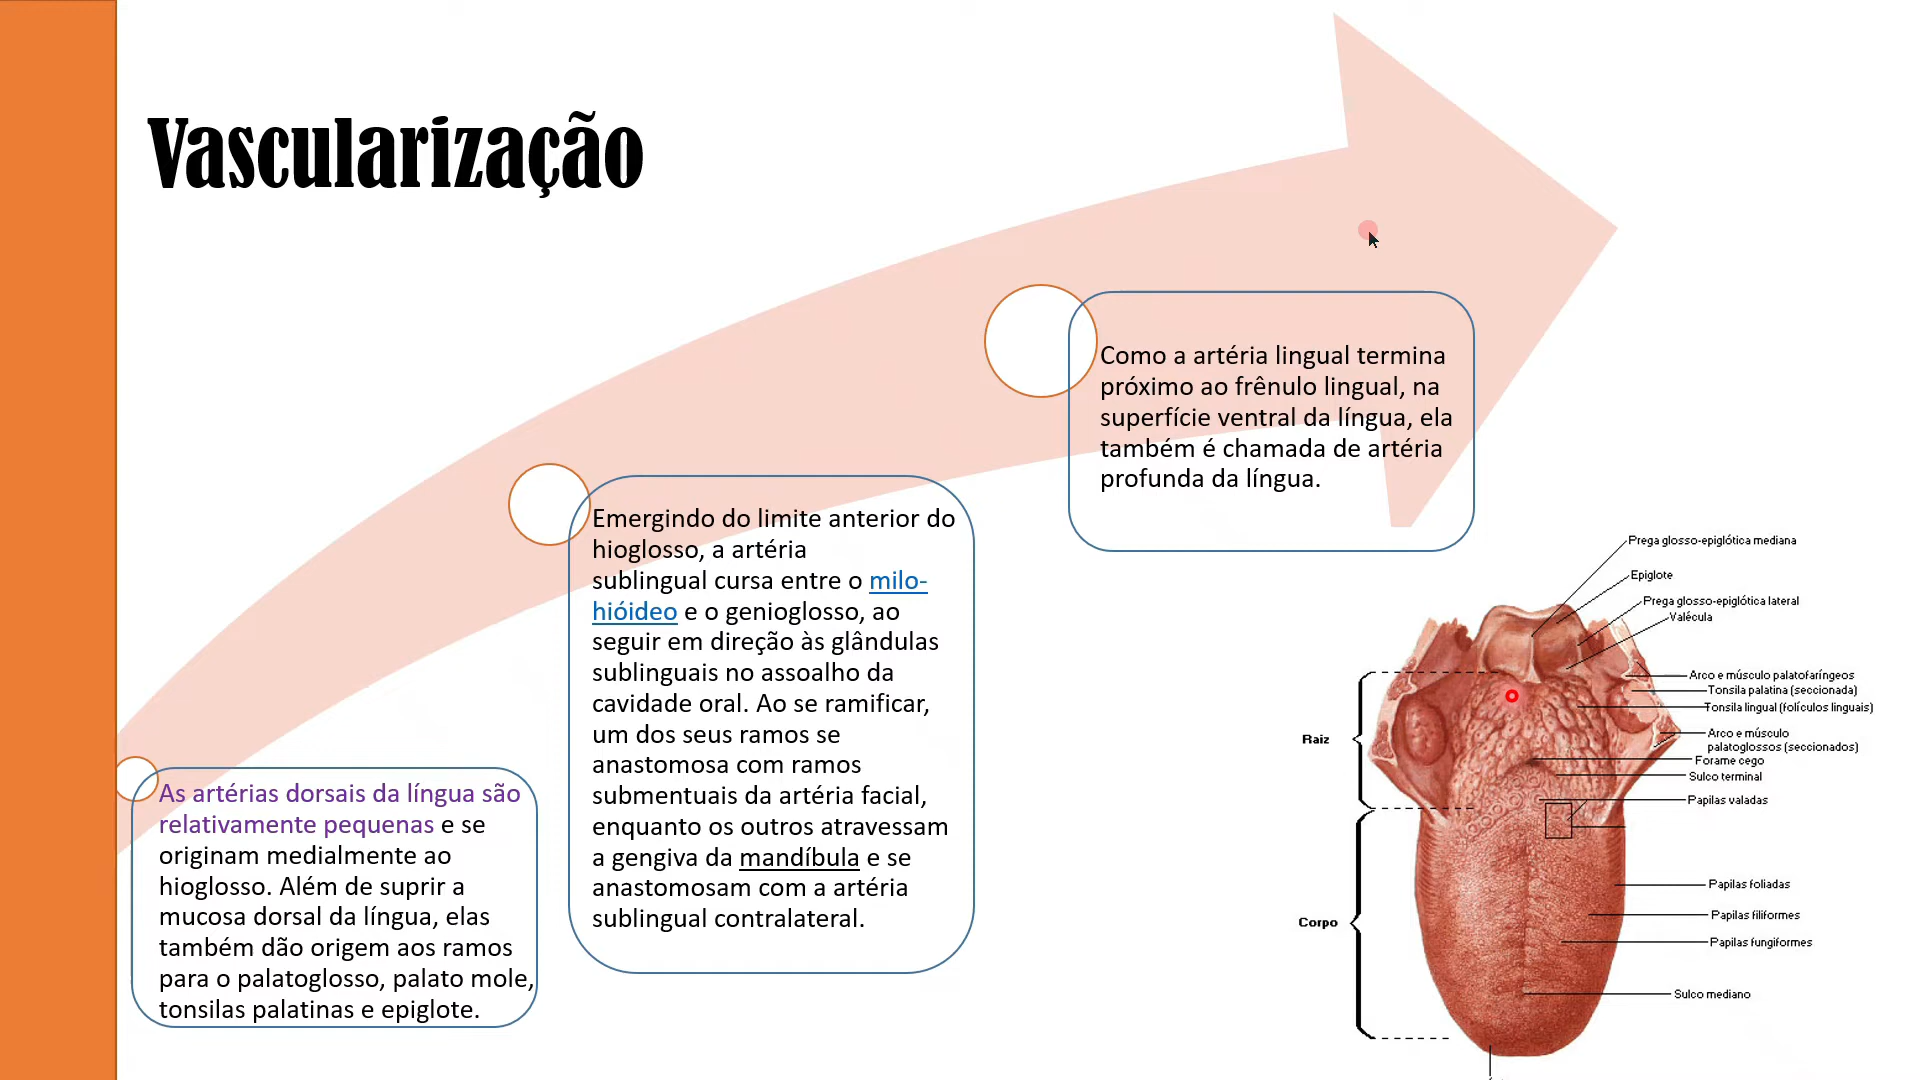 Vascularização
As artérias dorsais da língua são
relativamente pequenas e se
originam medialmente ao
hioglosso. Além de suprir a
mucosa dorsal da língua, elas
também dão origem aos ramos
para o palatoglosso, palato mole,
tonsilas palatinas e epiglote.
Emergindo do limite anterior do
hioglosso, a artéria
sublingual cursa entre o milo-
hióideo e o genioglosso, ao
seguir em direção às glândulas
sublinguais no assoalho da
cavidade oral. Ao se ramificar,
um dos seus ramos se
anastomosa com ramos
submentuais da artéria facial,
enquanto os outros atravessam
a gengiva da mandíbula e se
anastomosam com a artéria
sublingual contralateral.
Como a artéria lingual termina
próximo ao frênulo lingual, na
superfície ventral da língua, ela
também é chamada de artéria
profunda da língua.
Prega glosso-epiglótica mediana
Epiglote
Prega glosso-epiglótica lateral
Valécula
Arco e músculo palatofaríngeos
Tonsila palatina (seccionada)
Tonsila lingual (folículos linguais)
Arco e músculo
palatoglossos (seccionados)
Forame cego
Sulco terminal
Papilas valadas
Papilas foliadas
Papilas filiformes
Papilas fungiformes
Sulco mediano
Raiz
Corpo